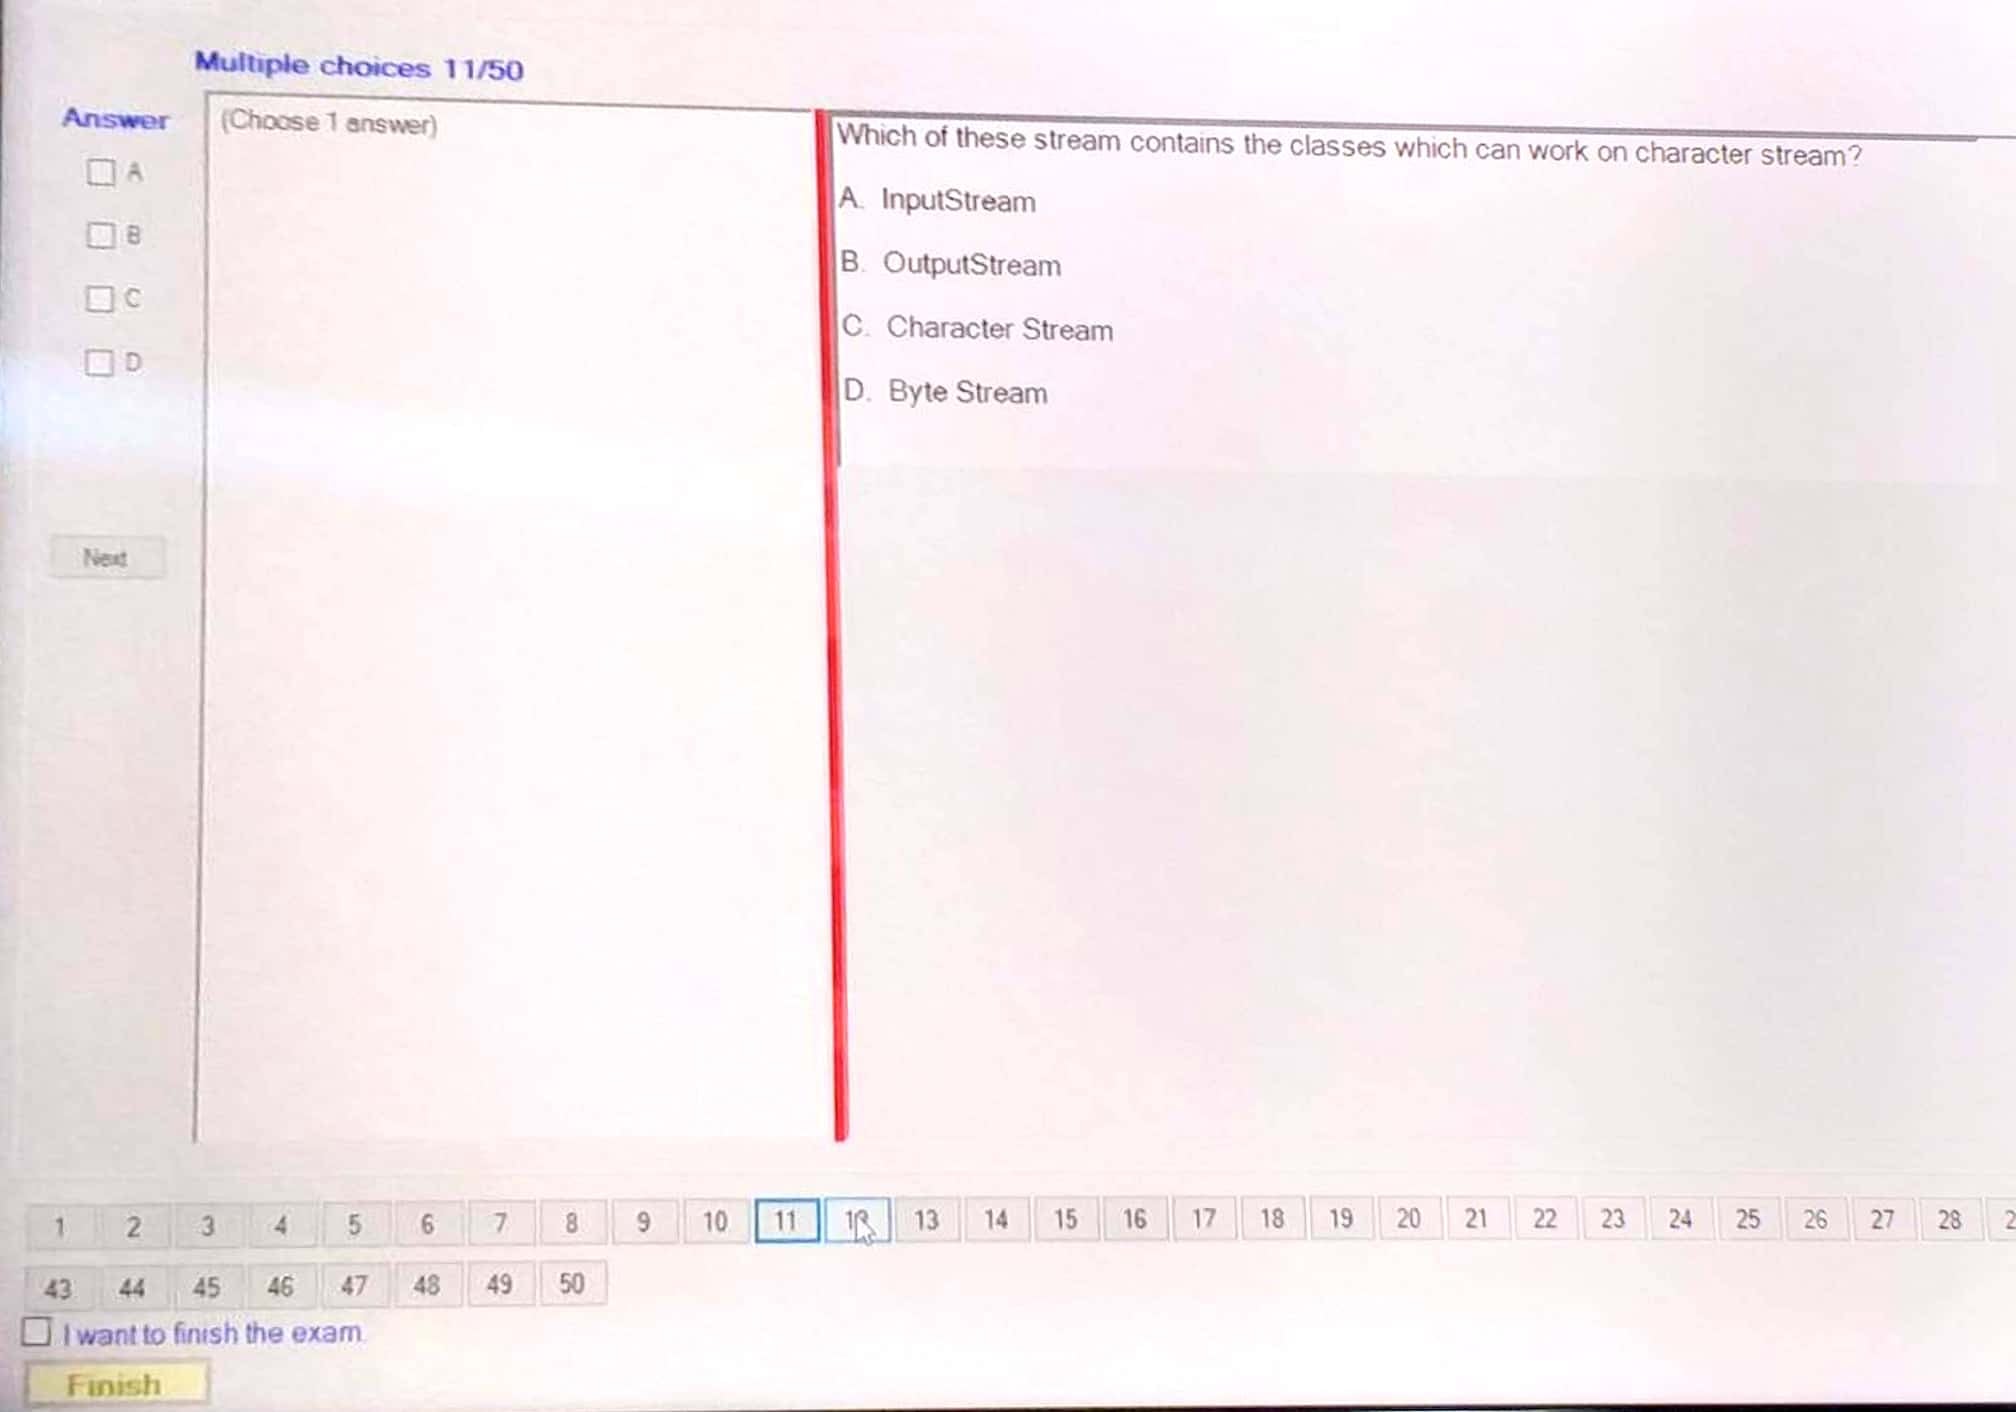 Multiple choices 11/50
Answer
(Choose 1 answer)
A
B
C
D
Next
Which of these stream contains the classes which can work on character stream?
A. InputStream
B. OutputStream
C. Character Stream
D. Byte Stream
1 2 3 4 5 6 7 8 9 10 11 13 14 15 16 17 18 19 20 21 22 23 24 25 26 27 28
43 44 45 46 47 48 49 50
I want to finish the exam.
Finish